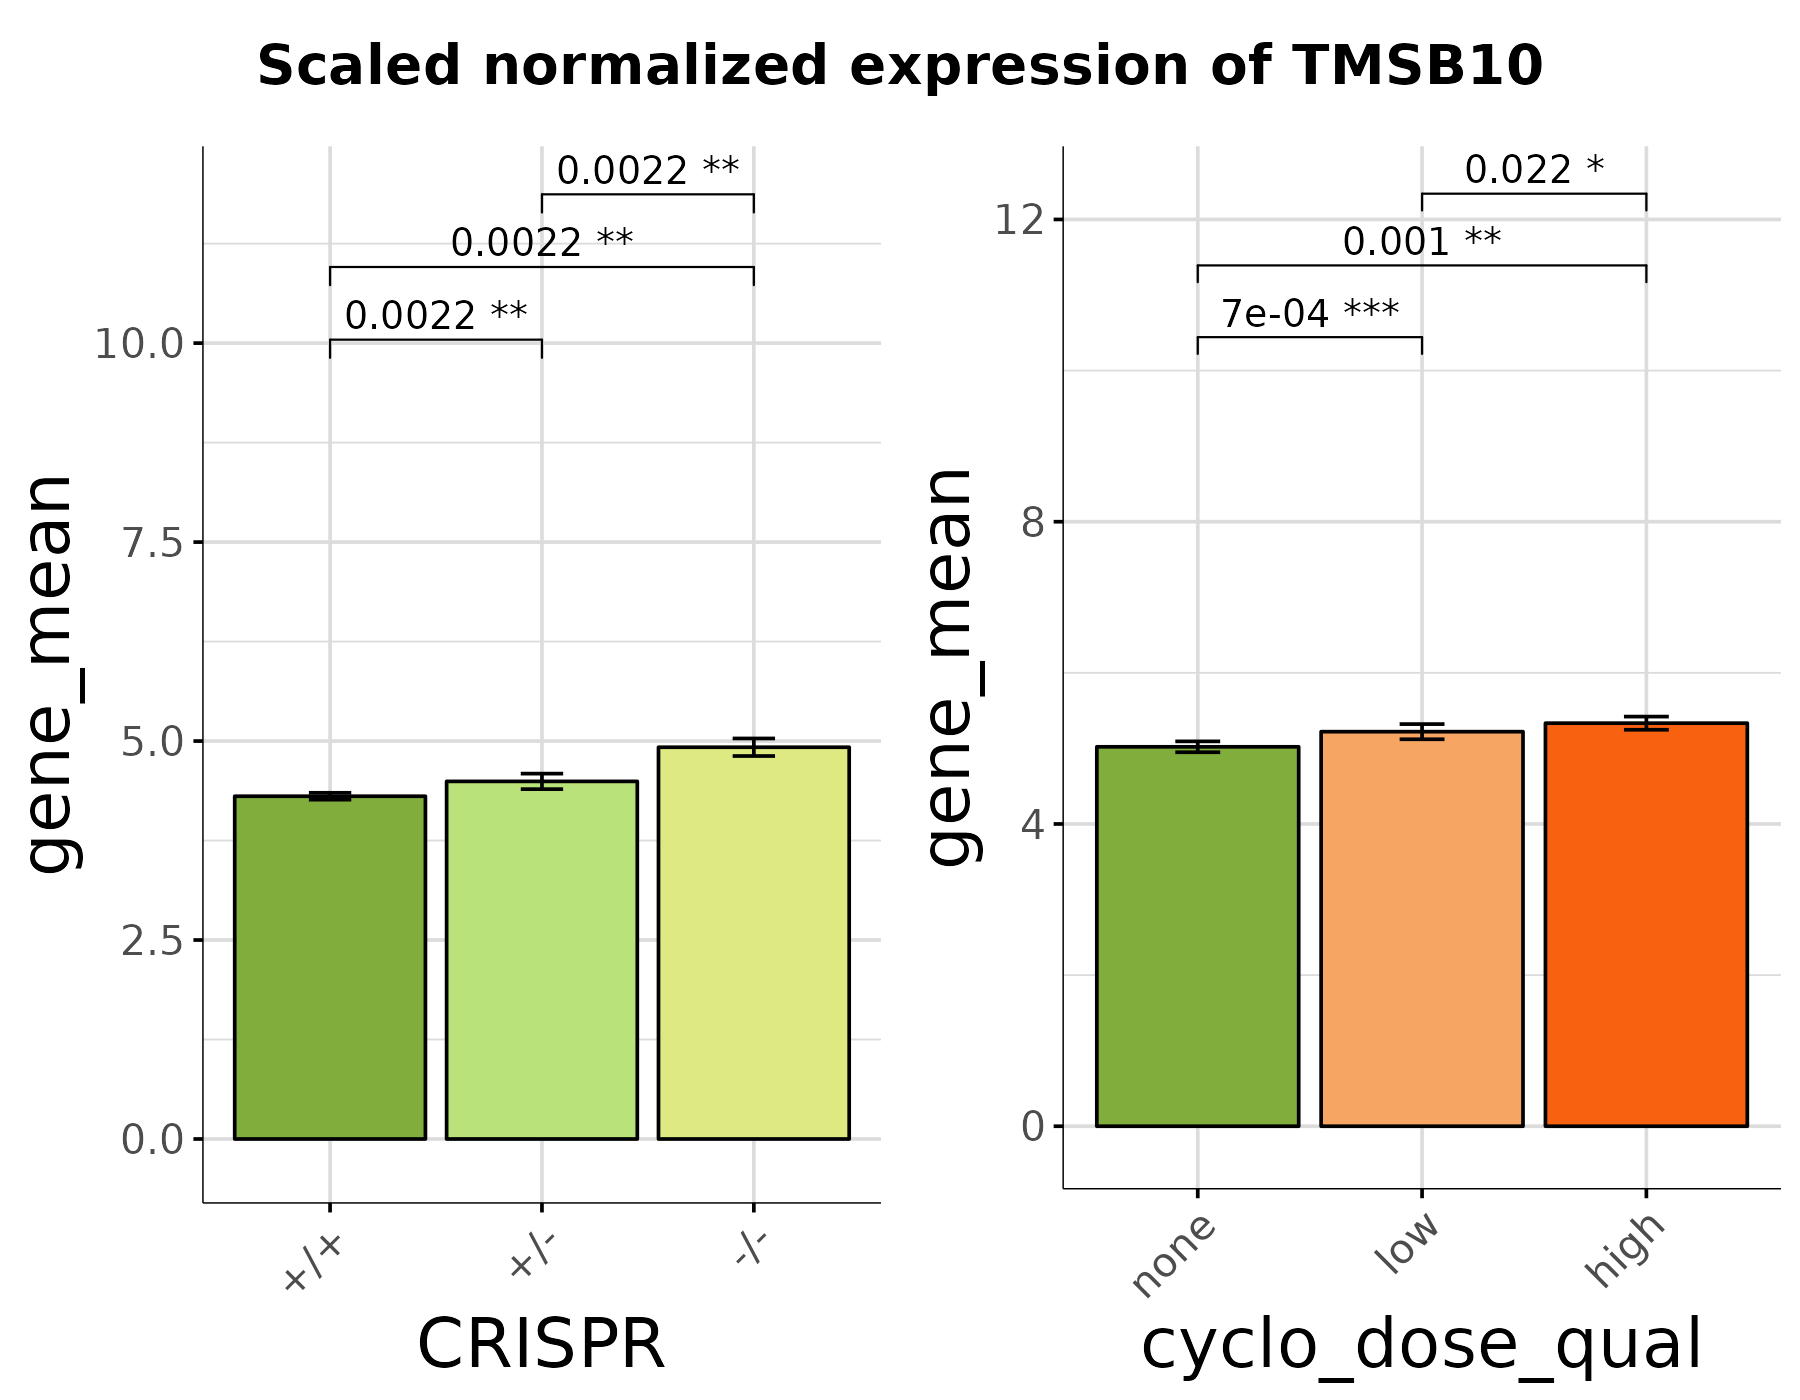 Scaled normalized expression of TMSB10
0.0022 **
0.0022 **
0.0022 **
10.0
7.5
5.0
2.5
0.0
gene_mean
+/+
+/-
-/-
CRISPR
0.022 *
0.001 **
7e-04 ***
12
8
4
0
gene_mean
none
low
high
cyclo_dose_qual